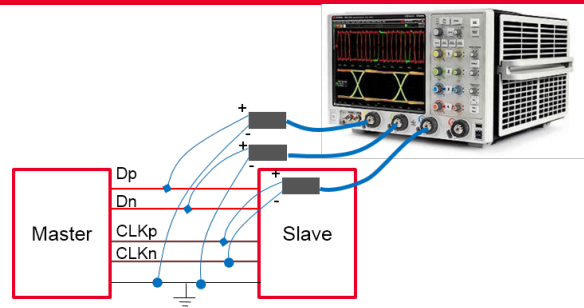 +
-
+
-
+
-
Dp
Dn
CLKp
CLKn
Master
Slave